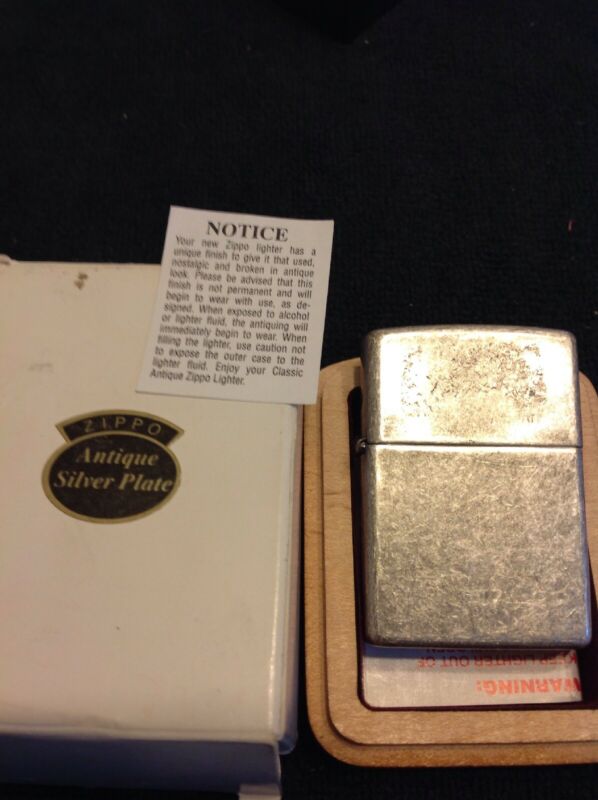 NOTICE
Your new Zippo lighter has a
unique finish to give it that used,
nostalgic and broken in antique
look. Please be advised that this
finish is not permanent and will
begin to wear with use, as de-
signed. When exposed to alcohol
or lighter fluid, the antiquing will
immediately begin to wear. When
filling the lighter, use caution not
to expose the outer case to the
lighter fluid. Enjoy your Classic
Antique Zippo Lighter.
ZIPPO
Antique
Silver Plate
KEEP LIGHTER OUT OF
WARNING: